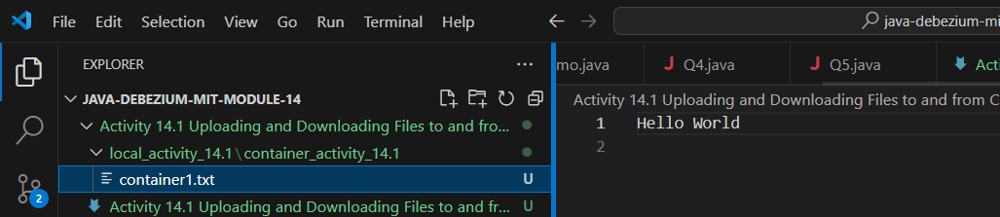 File Edit Selection View Go Run Terminal Help
java-debezium-mi
EXPLORER
mo.java Q4.java Q5.java Acti
JAVA-DEBEZIUM-MIT-MODULE-14
Activity 14.1 Uploading and Downloading Files to and from C
Activity 14.1 Uploading and Downloading Files to and fro...
1 Hello World
2
local_activity_14.1\container_activity_14.1
container1.txt U
2
Activity 14.1 Uploading and Downloading Files to and fr... U